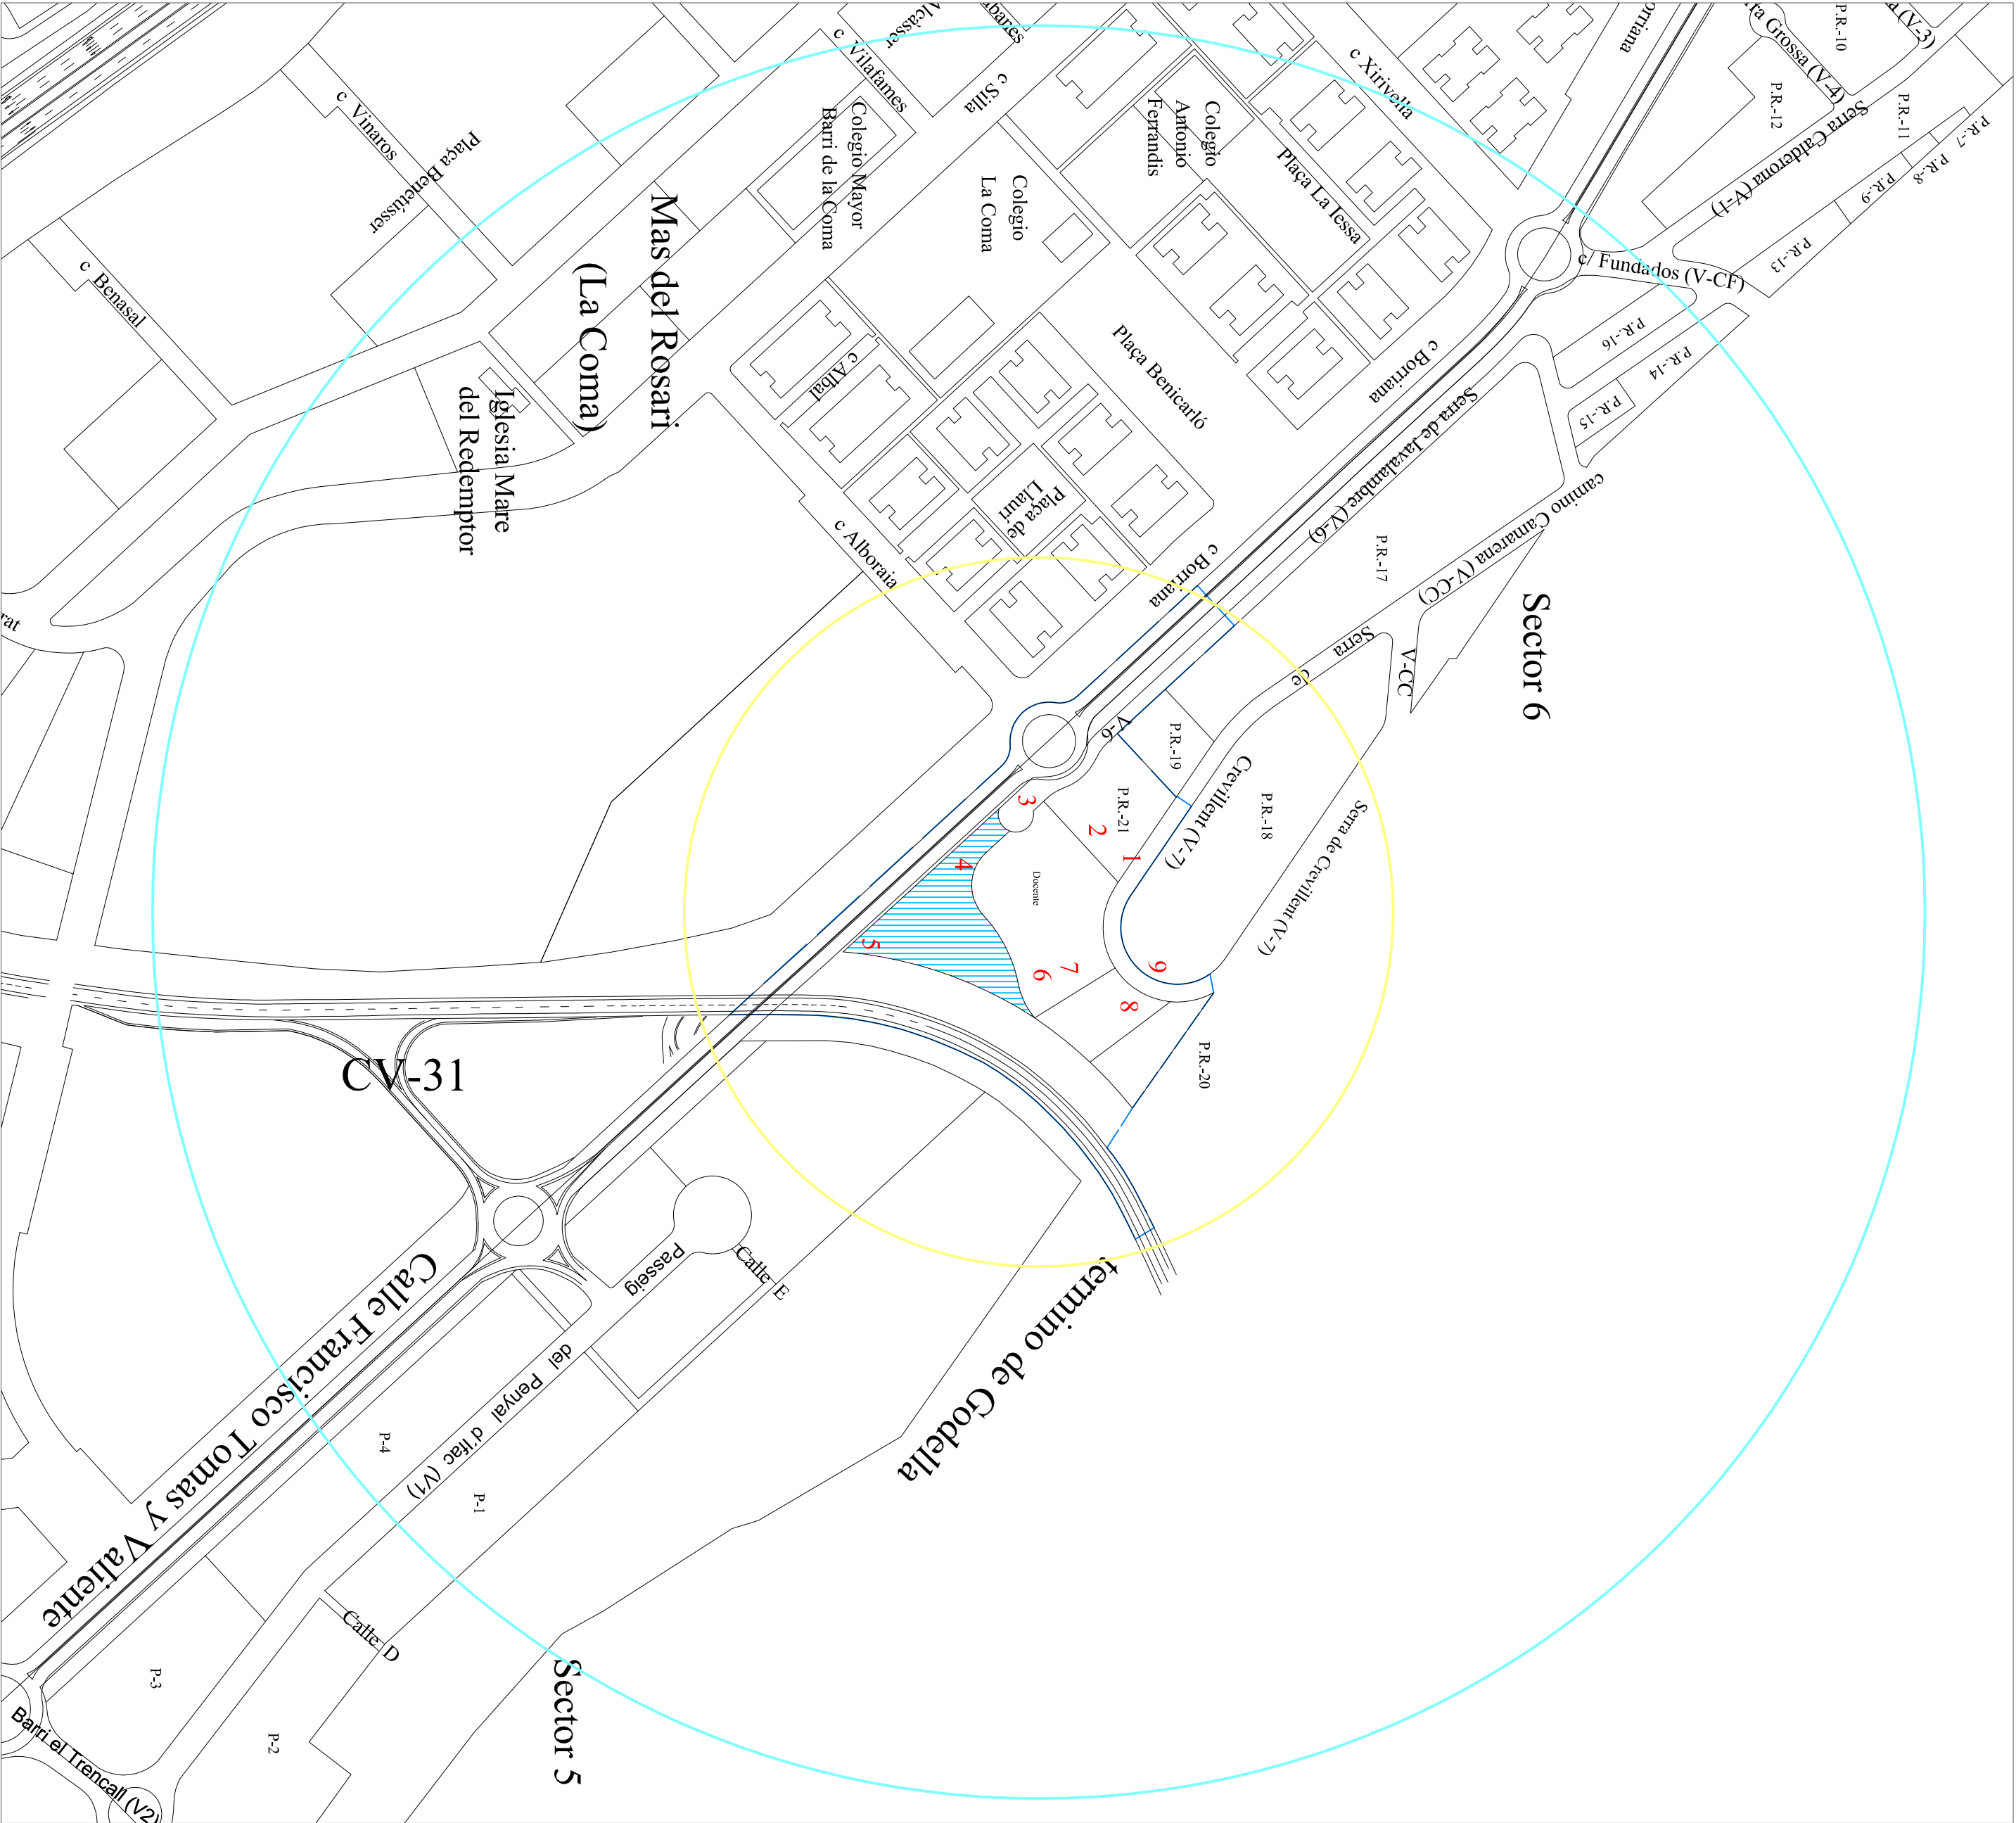 c Vilafames
c Silla
c Vinaros
Plaça Benetússer
c Benasal
Colegio Mayor
Barri de la Coma
Mas del Rosari
(La Coma)
Iglesia Mare
del Redemptor
Colegio
La Coma
Colegio
Antonio
Ferrandis
Plaça La Iessa
c Xirivella
Plaça Benicarló
c Albal
Plaça de
Llaurí
c Alboraia
c Borriana
c Borriana
Serra de Javalambre (V-6)
V-6
P.R.-10
P.R.-12
P.R.-11
Serra Calderona (V-1)
P.R.-7
P.R.-8
P.R.-9
P.R.-13
c/ Fundados (V-CF)
P.R.-16
P.R.-14
P.R.-15
camino Camarena (V-CC)
P.R.-17
Sector 6
V-CC
Serra
de
Crevillent (V-7)
Serra de Crevillent (V-7)
P.R.-19
P.R.-21
P.R.-18
P.R.-20
Docente
1
2
3
4
5
6
7
8
9
CV-31
Calle Francisco Tomas y Valiente
termino de Godella
Calle E
Passeig
del Penyal d'Ifac (V1)
P-4
P-1
P-3
P-2
Calle D
Sector 5
Barri el Trencall (V2)